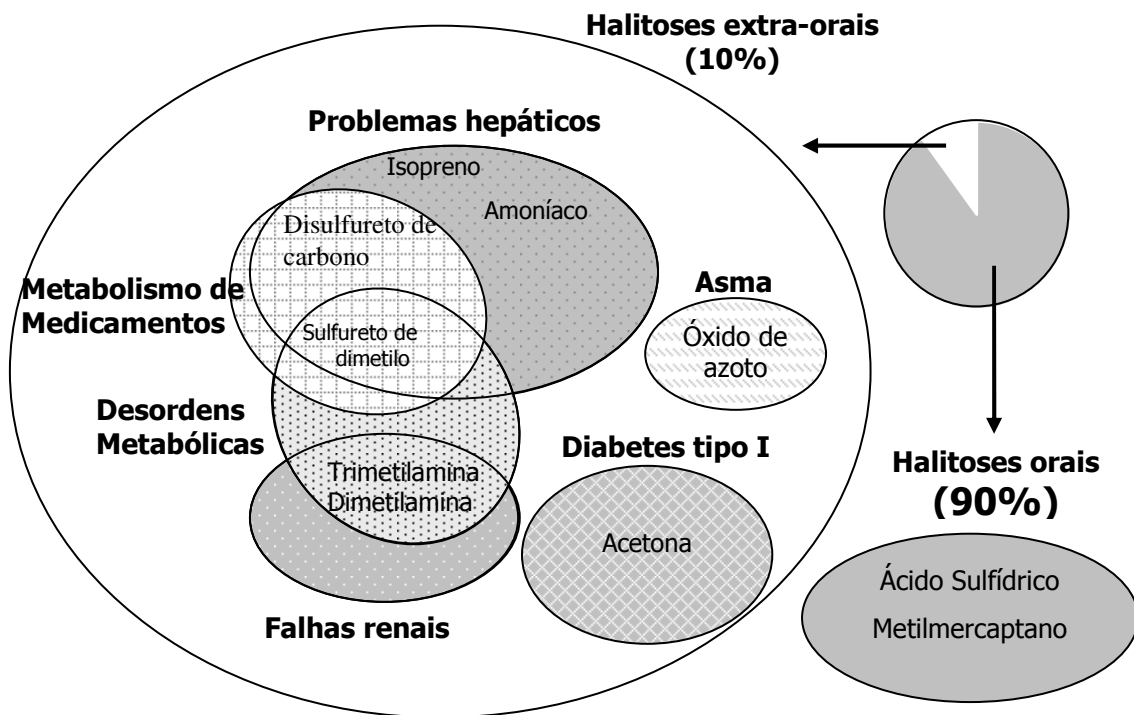 Halitoses extra-orais
(10%)
Problemas hepáticos
Isopreno
Amoníaco
Disulfureto de
carbono
Metabolismo de
Medicamentos
Sulfureto de
dimetilo
Asma
Óxido de
azoto
Desordens
Metabólicas
Trimetilamina
Dimetilamina
Falhas renais
Diabetes tipo I
Acetona
Halitoses orais
(90%)
Ácido Sulfídrico
Metilmercaptano